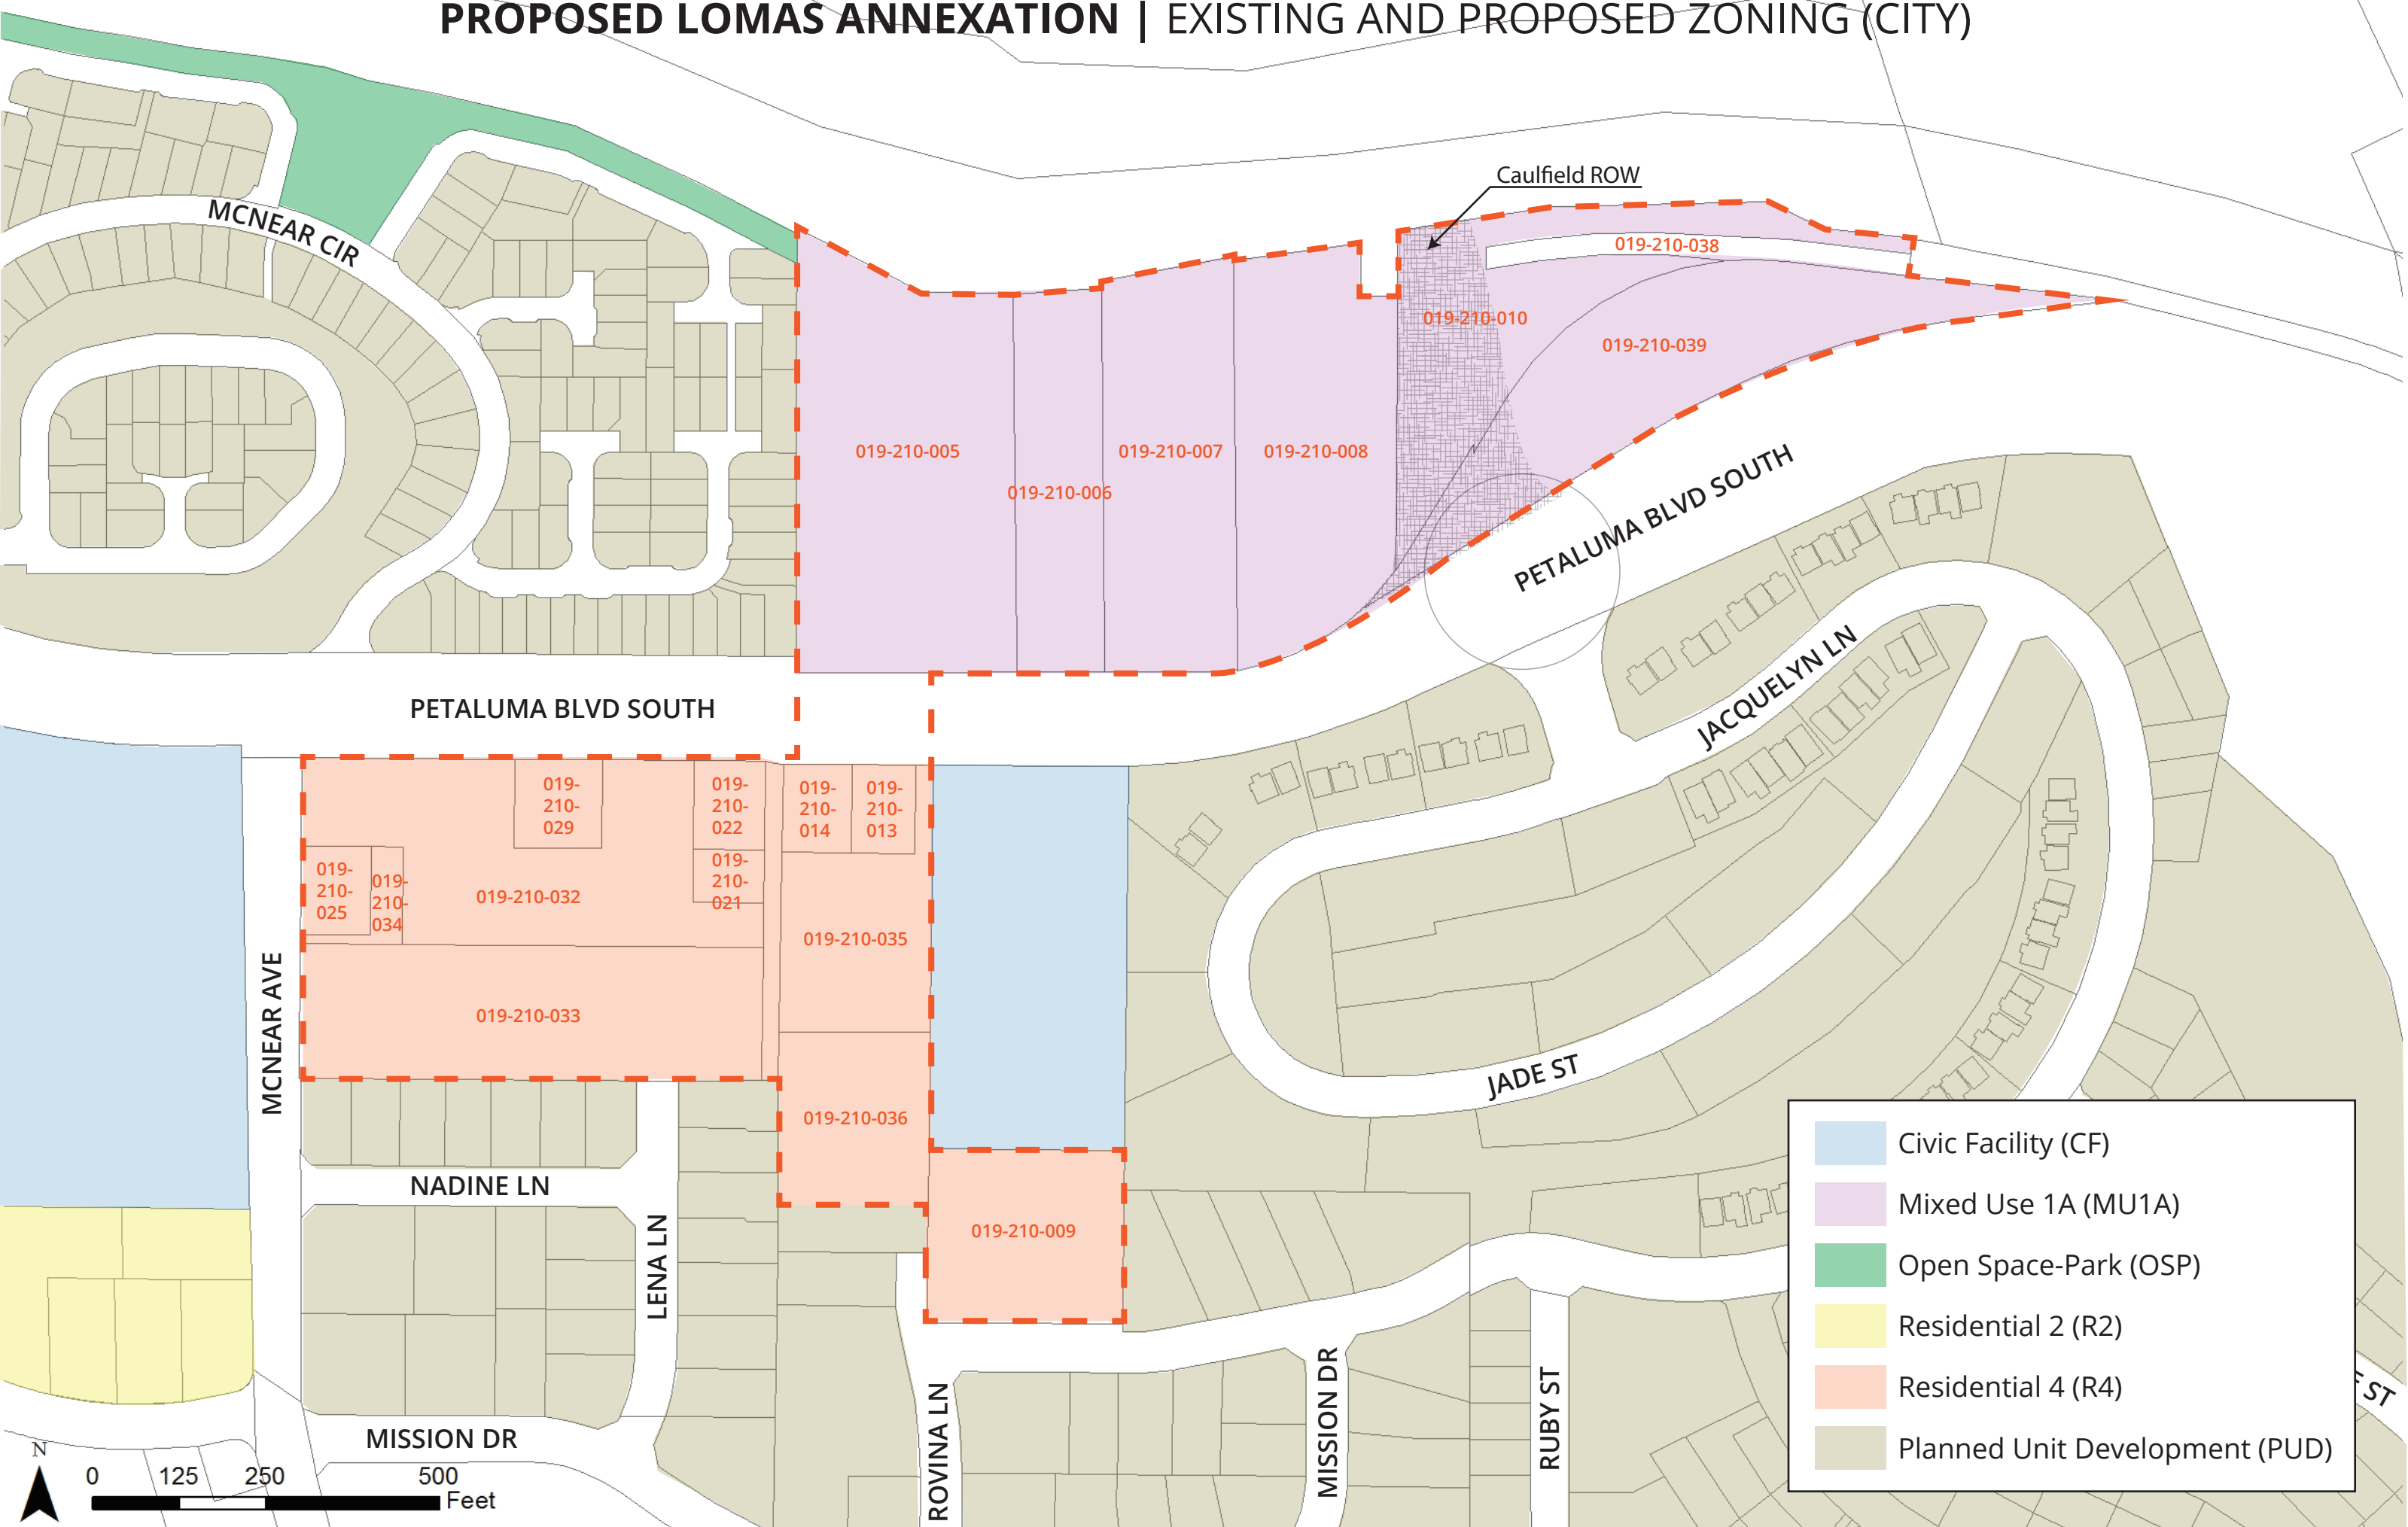 PROPOSED LOMAS ANNEXATION | EXISTING AND PROPOSED ZONING (CITY)
Caulfield ROW
MCNEAR CIR
019-210-038
019-210-010
019-210-039
019-210-005
019-210-007
019-210-008
019-210-006
PETALUMA BLVD SOUTH
PETALUMA BLVD SOUTH
JACQUELYN LN
019-
210-
029
019-
210-
022
019-
210-
014
019-
210-
013
019-
210-
021
019-
210-
025
019-
210-
034
019-210-032
019-210-035
019-210-033
MCNEAR AVE
019-210-036
JADE ST
NADINE LN
LENA LN
019-210-009
MISSION DR
ROVINA LN
MISSION DR
RUBY ST
ST
Civic Facility (CF)
Mixed Use 1A (MU1A)
Open Space-Park (OSP)
Residential 2 (R2)
Residential 4 (R4)
Planned Unit Development (PUD)
N
0 125 250 500
Feet